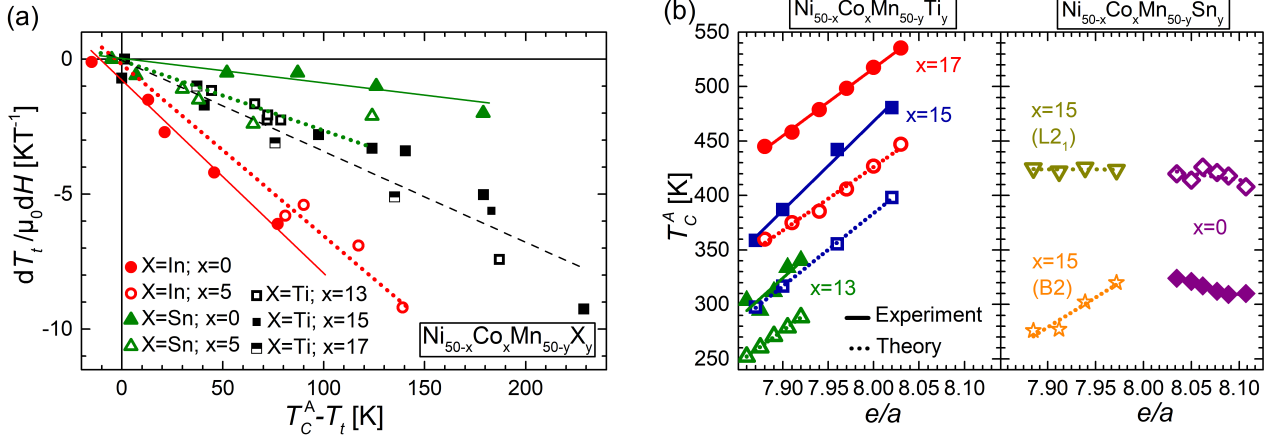 (a)
dT_t /μ₀dH [KT⁻¹]
0
-5
-10
0
50
100
150
200
T_C^A-T_t [K]
X=In; x=0
X=In; x=5
X=Sn; x=0
X=Sn; x=5
X=Ti; x=13
X=Ti; x=15
X=Ti; x=17
Ni₅₀₋ₓCoₓMn₅₀₋yXy
(b)
Ni₅₀₋ₓCoₓMn₅₀₋yTiy
Ni₅₀₋ₓCoₓMn₅₀₋ySny
T_C^A [K]
550
500
450
400
350
300
250
x=17
x=15
x=13
Experiment
Theory
x=15
(L2₁)
x=0
x=15
(B2)
7.90 7.95 8.00 8.05 8.10
7.90 7.95 8.00 8.05 8.10
e/a
e/a